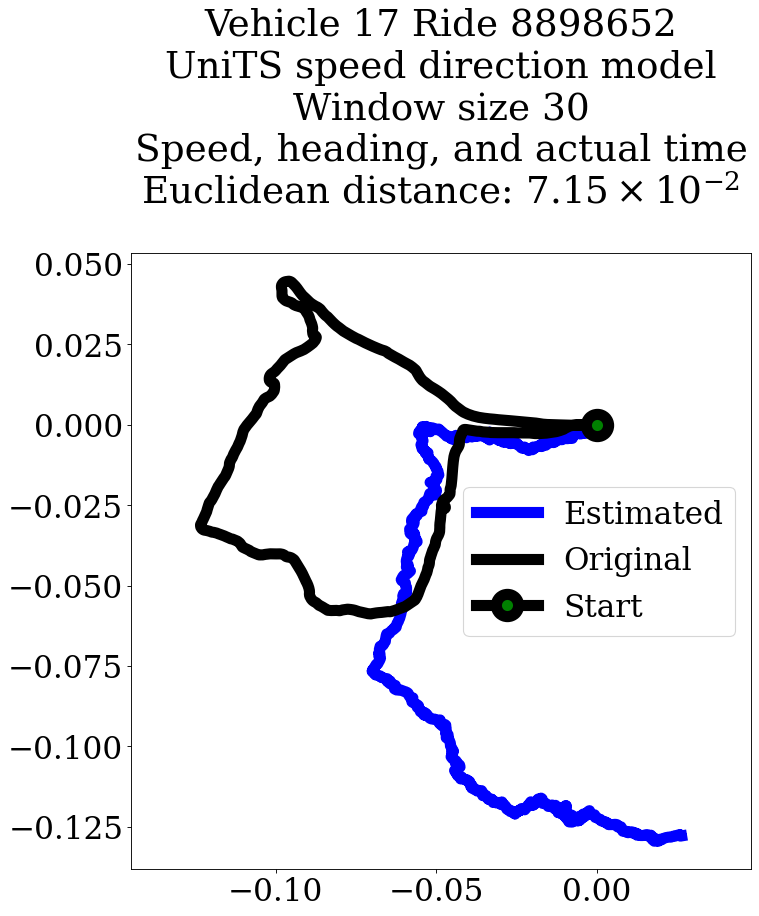 Vehicle 17 Ride 8898652
UniTS speed direction model
Window size 30
Speed, heading, and actual time
Euclidean distance: 7.15 × 10⁻²
0.050
0.025
0.000
−0.025
−0.050
−0.075
−0.100
−0.125
Estimated
Original
Start
−0.10
−0.05
0.00